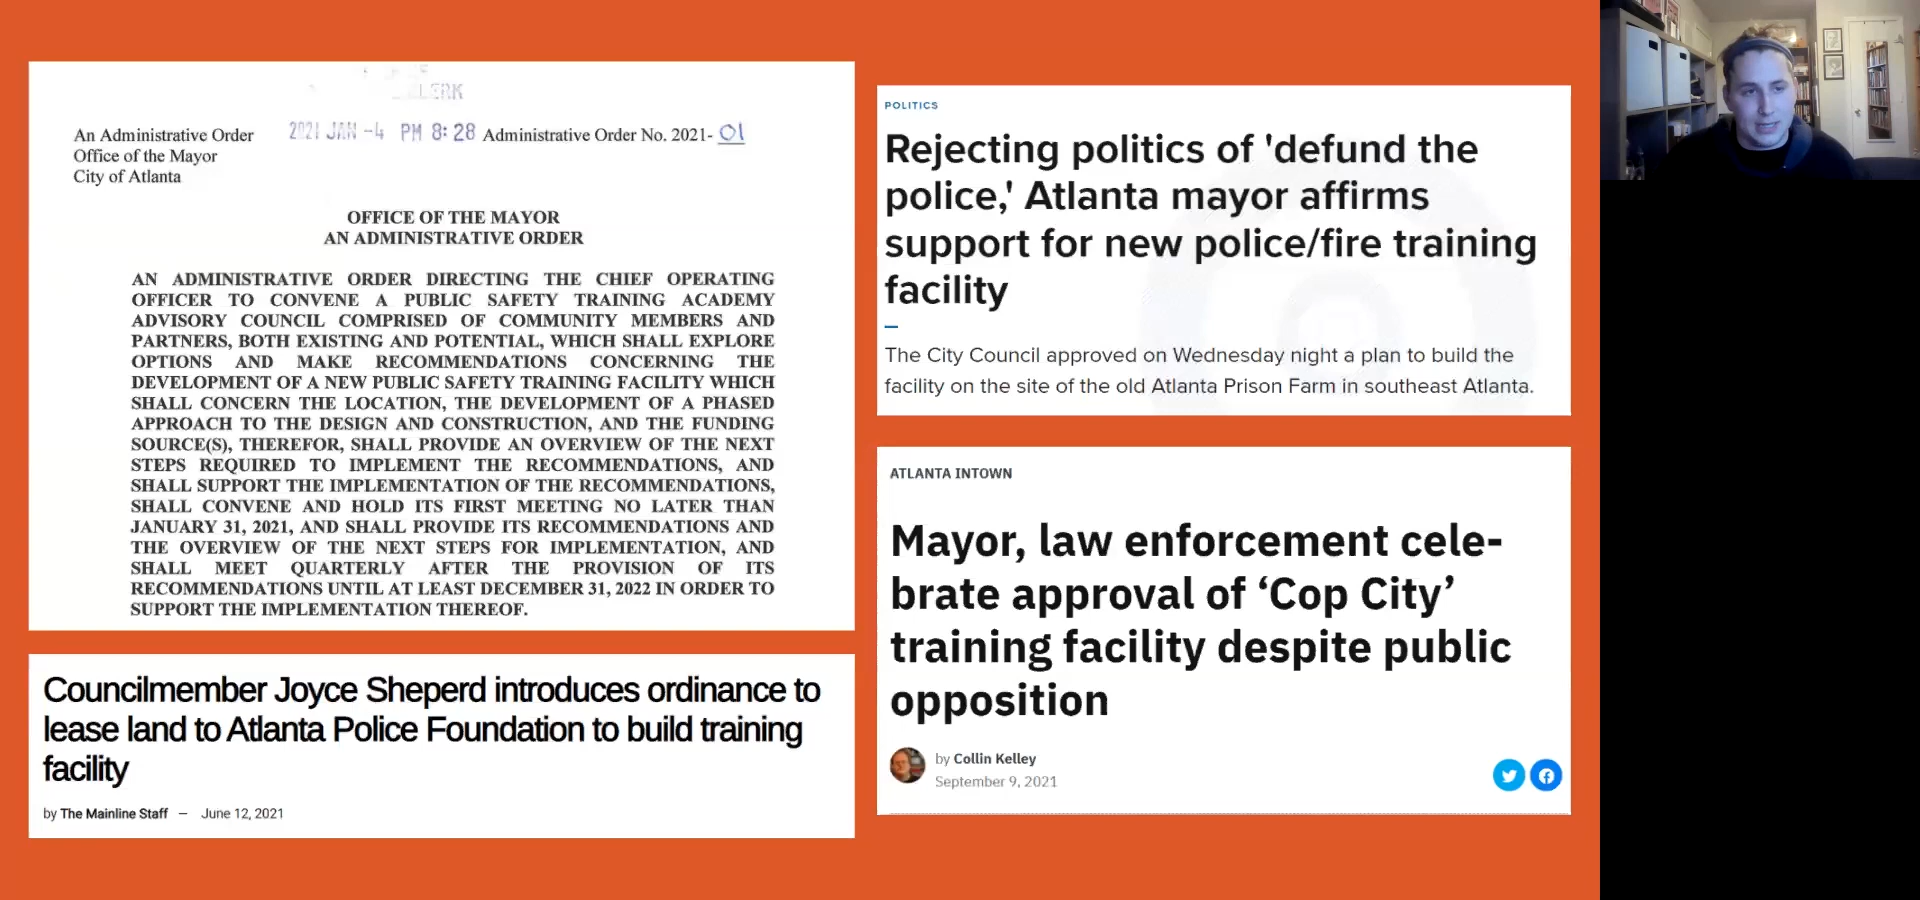 CLERK
An Administrative Order
2021 JAN -4 PM 8:28
Administrative Order No. 2021- 01
Office of the Mayor
City of Atlanta
OFFICE OF THE MAYOR
AN ADMINISTRATIVE ORDER
AN ADMINISTRATIVE ORDER DIRECTING THE CHIEF OPERATING
OFFICER TO CONVENE A PUBLIC SAFETY TRAINING ACADEMY
ADVISORY COUNCIL COMPRISED OF COMMUNITY MEMBERS AND
PARTNERS, BOTH EXISTING AND POTENTIAL, WHICH SHALL EXPLORE
OPTIONS AND MAKE RECOMMENDATIONS CONCERNING THE
DEVELOPMENT OF A NEW PUBLIC SAFETY TRAINING FACILITY WHICH
SHALL CONCERN THE LOCATION, THE DEVELOPMENT OF A PHASED
APPROACH TO THE DESIGN AND CONSTRUCTION, AND THE FUNDING
SOURCE(S), THEREFOR, SHALL PROVIDE AN OVERVIEW OF THE NEXT
STEPS REQUIRED TO IMPLEMENT THE RECOMMENDATIONS, AND
SHALL SUPPORT THE IMPLEMENTATION OF THE RECOMMENDATIONS,
SHALL CONVENE AND HOLD ITS FIRST MEETING NO LATER THAN
JANUARY 31, 2021, AND SHALL PROVIDE ITS RECOMMENDATIONS AND
THE OVERVIEW OF THE NEXT STEPS FOR IMPLEMENTATION, AND
SHALL MEET QUARTERLY AFTER THE PROVISION OF ITS
RECOMMENDATIONS UNTIL AT LEAST DECEMBER 31, 2022 IN ORDER TO
SUPPORT THE IMPLEMENTATION THEREOF.
Councilmember Joyce Sheperd introduces ordinance to
lease land to Atlanta Police Foundation to build training
facility
by The Mainline Staff — June 12, 2021
POLITICS
Rejecting politics of 'defund the
police,' Atlanta mayor affirms
support for new police/fire training
facility
The City Council approved on Wednesday night a plan to build the
facility on the site of the old Atlanta Prison Farm in southeast Atlanta.
ATLANTA INTOWN
Mayor, law enforcement cele-
brate approval of ‘Cop City’
training facility despite public
opposition
by Collin Kelley
September 9, 2021